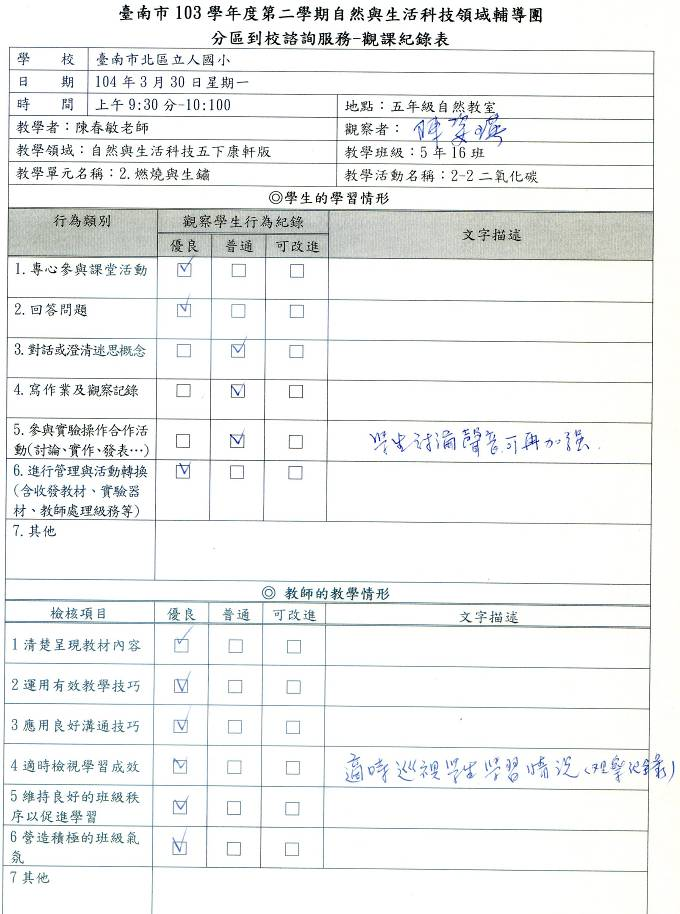 臺南市 103 學年度第二學期自然與生活科技領域輔導團
分區到校諮詢服務-觀課紀錄表
學 校 臺南市北區立人國小
日 期 104 年 3 月 30 日星期一
時 間 上午 9:30 分-10:100 地點：五年級自然教室
教學者：陳春敏老師 觀察者：陳
教學領域：自然與生活科技五下康軒版 教學班級：5 年 16 班
教學單元名稱：2.燃燒與生鏽 教學活動名稱：2-2 二氧化碳
◎學生的學習情形
行為類別 觀察學生行為紀錄 文字描述
優良 普通 可改進
1.專心參與課堂活動 ☑ □ □
2.回答問題 ☑ □ □
3.對話或澄清迷思概念 □ ☑ □
4.寫作業及觀察記錄 □ ☑ □
5.參與實驗操作合作活
動(討論、實作、發表…) □ ☑ □ 學生討論聲音可再加強.
6.進行管理與活動轉換 ☑ □ □
(含收發教材、實驗器
材、教師處理級務等)
7.其他
◎ 教師的教學情形
檢核項目 優良 普通 可改進 文字描述
1 清楚呈現教材內容 ☑ □ □
2 運用有效教學技巧 ☑ □ □
3 應用良好溝通技巧 ☑ □ □
4 適時檢視學習成效 ☑ □ □ 適時巡視學生學習情況(觀察紀錄)
5 維持良好的班級秩
序以促進學習 ☑ □ □
6 營造積極的班級氣
氛 ☑ □ □
7 其他